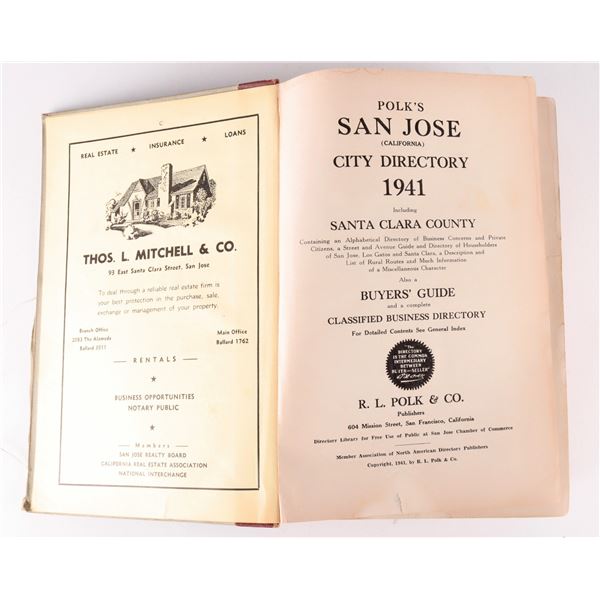 C
REAL ESTATE ★ INSURANCE ★ LOANS
THOS. L. MITCHELL & CO.
93 East Santa Clara Street, San Jose
To deal through a reliable real estate firm is
your best protection in the purchase, sale,
exchange or management of your property.
Branch Office
2083 The Alameda
Ballard 2011
Main Office
Ballard 1762
— RENTALS —
★
BUSINESS OPPORTUNITIES
NOTARY PUBLIC
★
— Members —
SAN JOSE REALTY BOARD
CALIFORNIA REAL ESTATE ASSOCIATION
NATIONAL INTERCHANGE
POLK'S
SAN JOSE
(CALIFORNIA)
CITY DIRECTORY
1941
Including
SANTA CLARA COUNTY
Containing an Alphabetical Directory of Business Concerns and Private
Citizens, a Street and Avenue Guide and Directory of Householders
of San Jose, Los Gatos and Santa Clara, a Description and
List of Rural Routes and Much Information
of a Miscellaneous Character
Also a
BUYERS' GUIDE
and a complete
CLASSIFIED BUSINESS DIRECTORY
For Detailed Contents See General Index
"The
DIRECTORY
IS THE COMMON
INTERMEDIARY
BETWEEN
BUYER — SELLER"
R. L. POLK & CO.
Publishers
604 Mission Street, San Francisco, California
Directory Library for Free Use of Public at San Jose Chamber of Commerce
Member Association of North American Directory Publishers
Copyright, 1941, by R. L. Polk & Co.